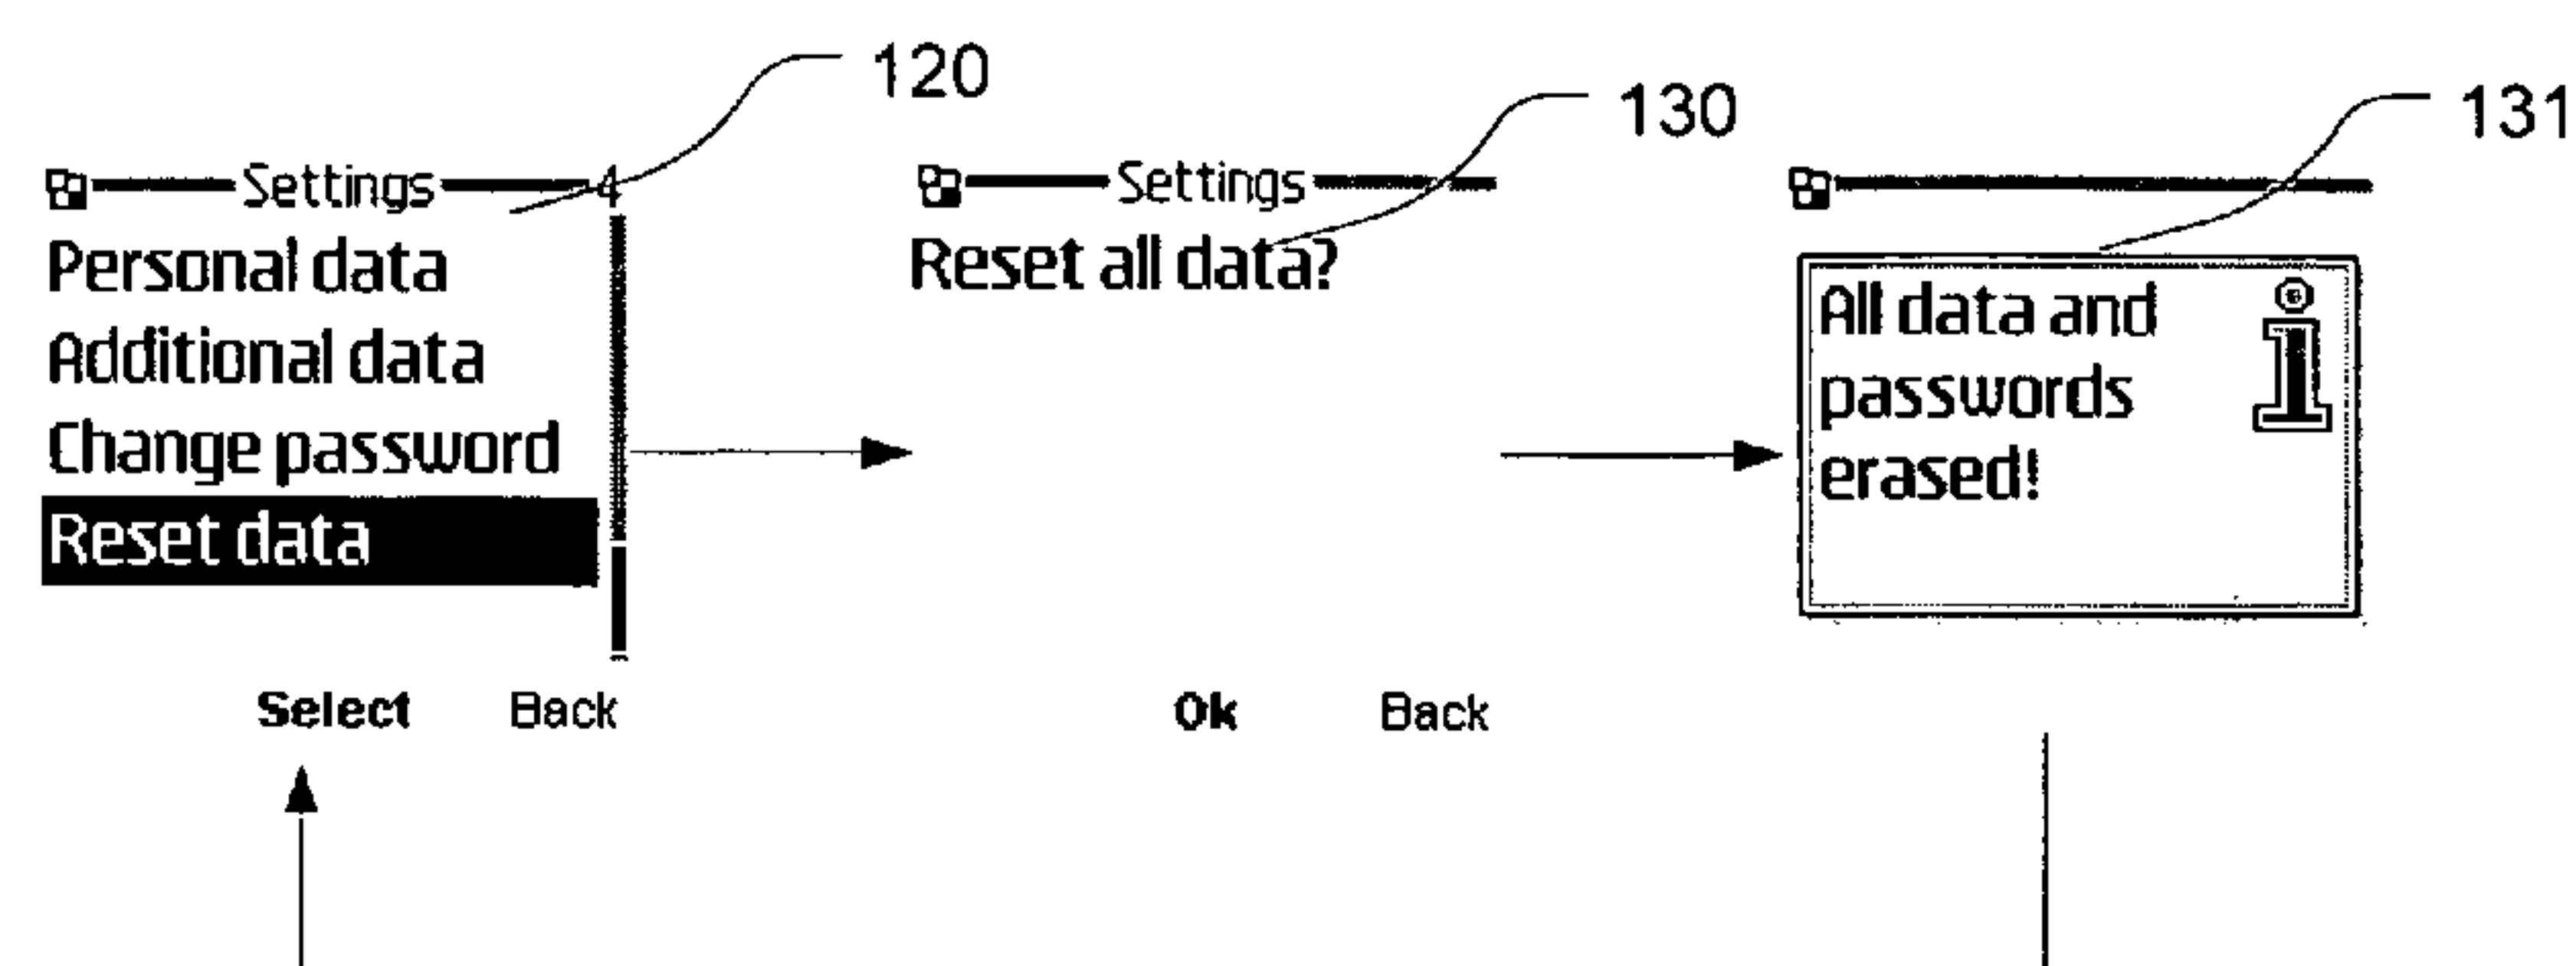 120
130
131
Settings 4
Personal data
Additional data
Change password
Reset data
Select Back
Settings
Reset all data?
Ok Back
All data and
passwords
erased!
i